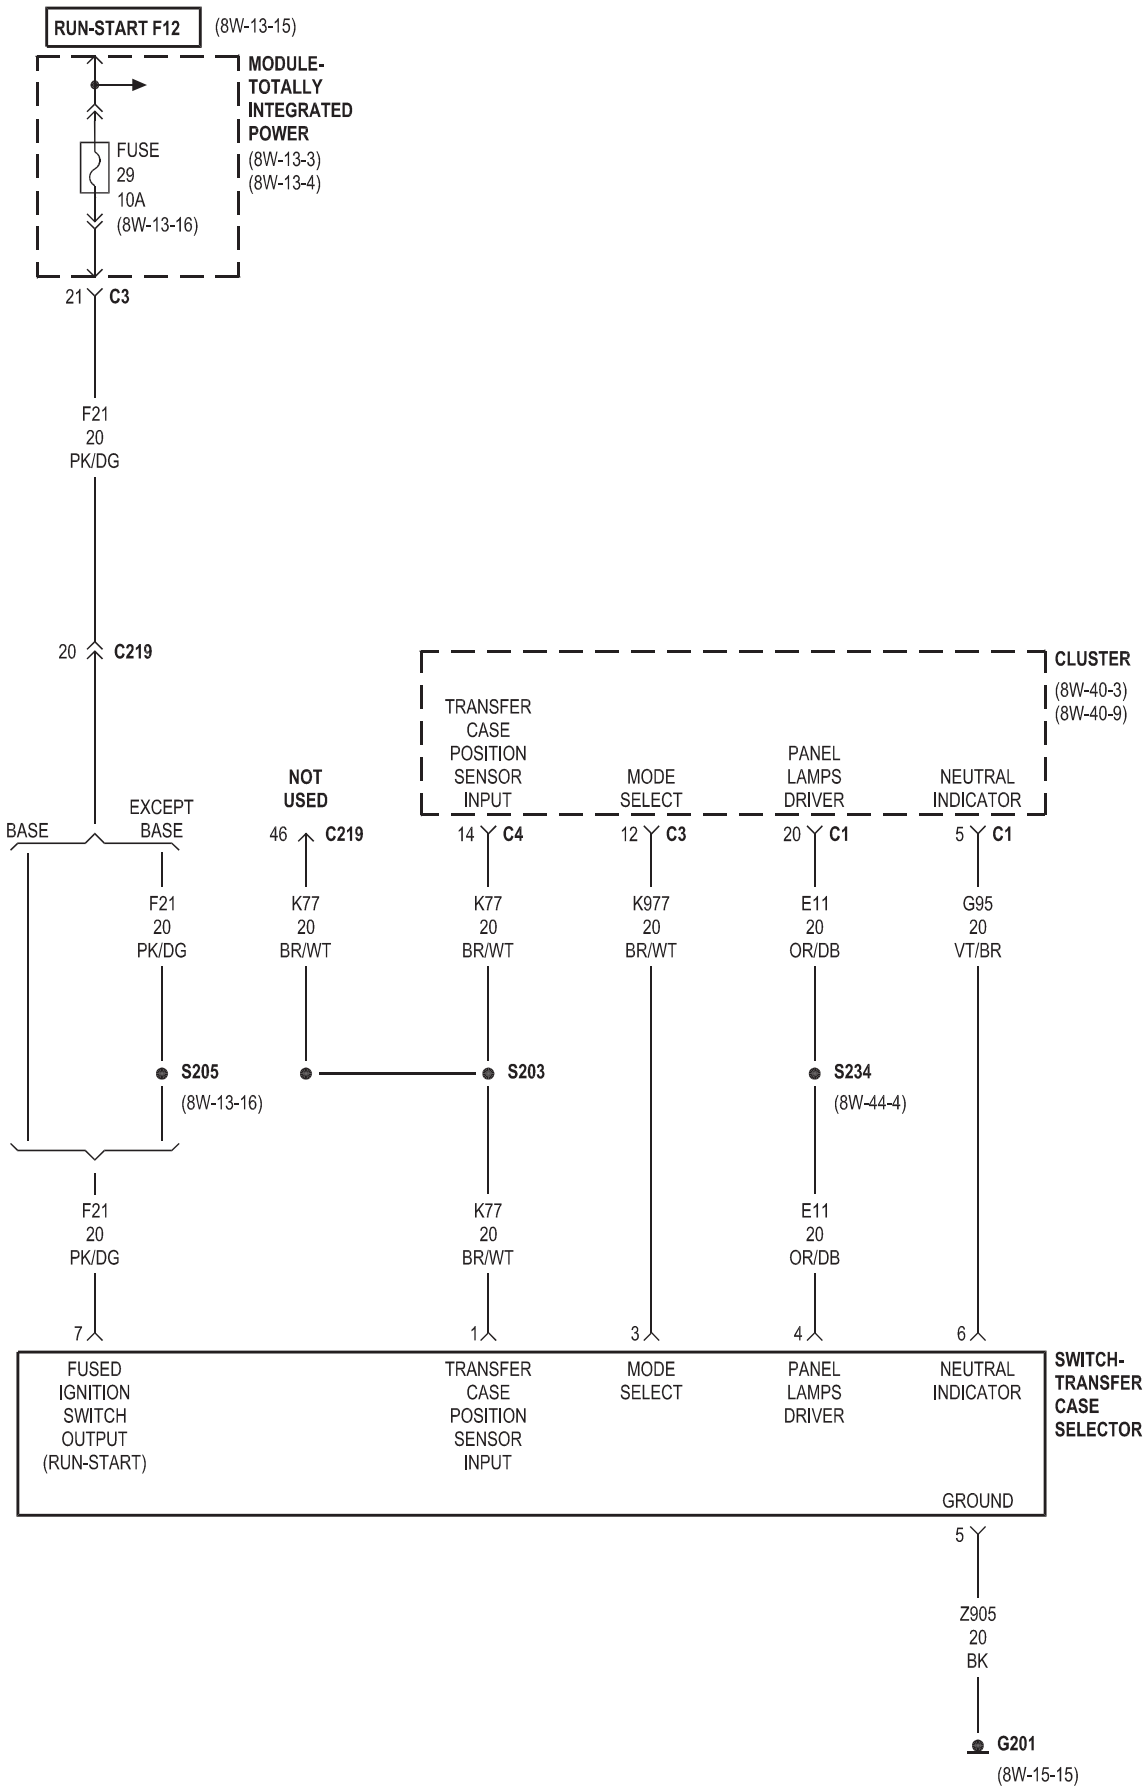 RUN-START F12 (8W-13-15)
MODULE-
TOTALLY
INTEGRATED
POWER
(8W-13-3)
(8W-13-4)
FUSE
29
10A
(8W-13-16)
21 C3
F21
20
PK/DG
20 C219
CLUSTER
(8W-40-3)
(8W-40-9)
TRANSFER
CASE
POSITION
SENSOR
INPUT
MODE
SELECT
PANEL
LAMPS
DRIVER
NEUTRAL
INDICATOR
NOT
USED
BASE
EXCEPT
BASE
46 C219
14 C4
12 C3
20 C1
5 C1
F21
20
PK/DG
K77
20
BR/WT
K77
20
BR/WT
K977
20
BR/WT
E11
20
OR/DB
G95
20
VT/BR
S205
(8W-13-16)
S203
S234
(8W-44-4)
F21
20
PK/DG
K77
20
BR/WT
E11
20
OR/DB
7
1
3
4
6
FUSED
IGNITION
SWITCH
OUTPUT
(RUN-START)
TRANSFER
CASE
POSITION
SENSOR
INPUT
MODE
SELECT
PANEL
LAMPS
DRIVER
NEUTRAL
INDICATOR
SWITCH-
TRANSFER
CASE
SELECTOR
GROUND
5
Z905
20
BK
G201
(8W-15-15)